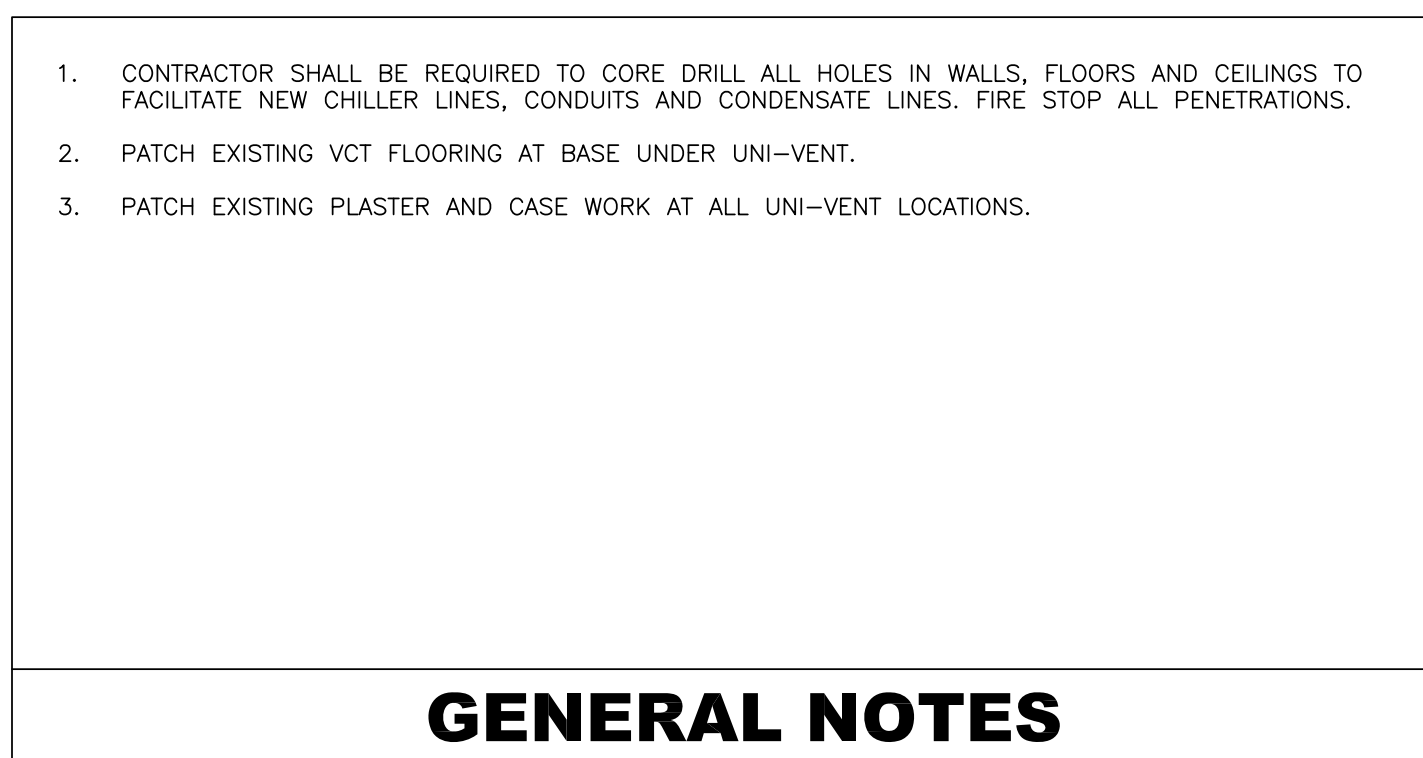 1. CONTRACTOR SHALL BE REQUIRED TO CORE DRILL ALL HOLES IN WALLS, FLOORS AND CEILINGS TO
FACILITATE NEW CHILLER LINES, CONDUITS AND CONDENSATE LINES. FIRE STOP ALL PENETRATIONS.
2. PATCH EXISTING VCT FLOORING AT BASE UNDER UNI-VENT.
3. PATCH EXISTING PLASTER AND CASE WORK AT ALL UNI-VENT LOCATIONS.
GENERAL NOTES